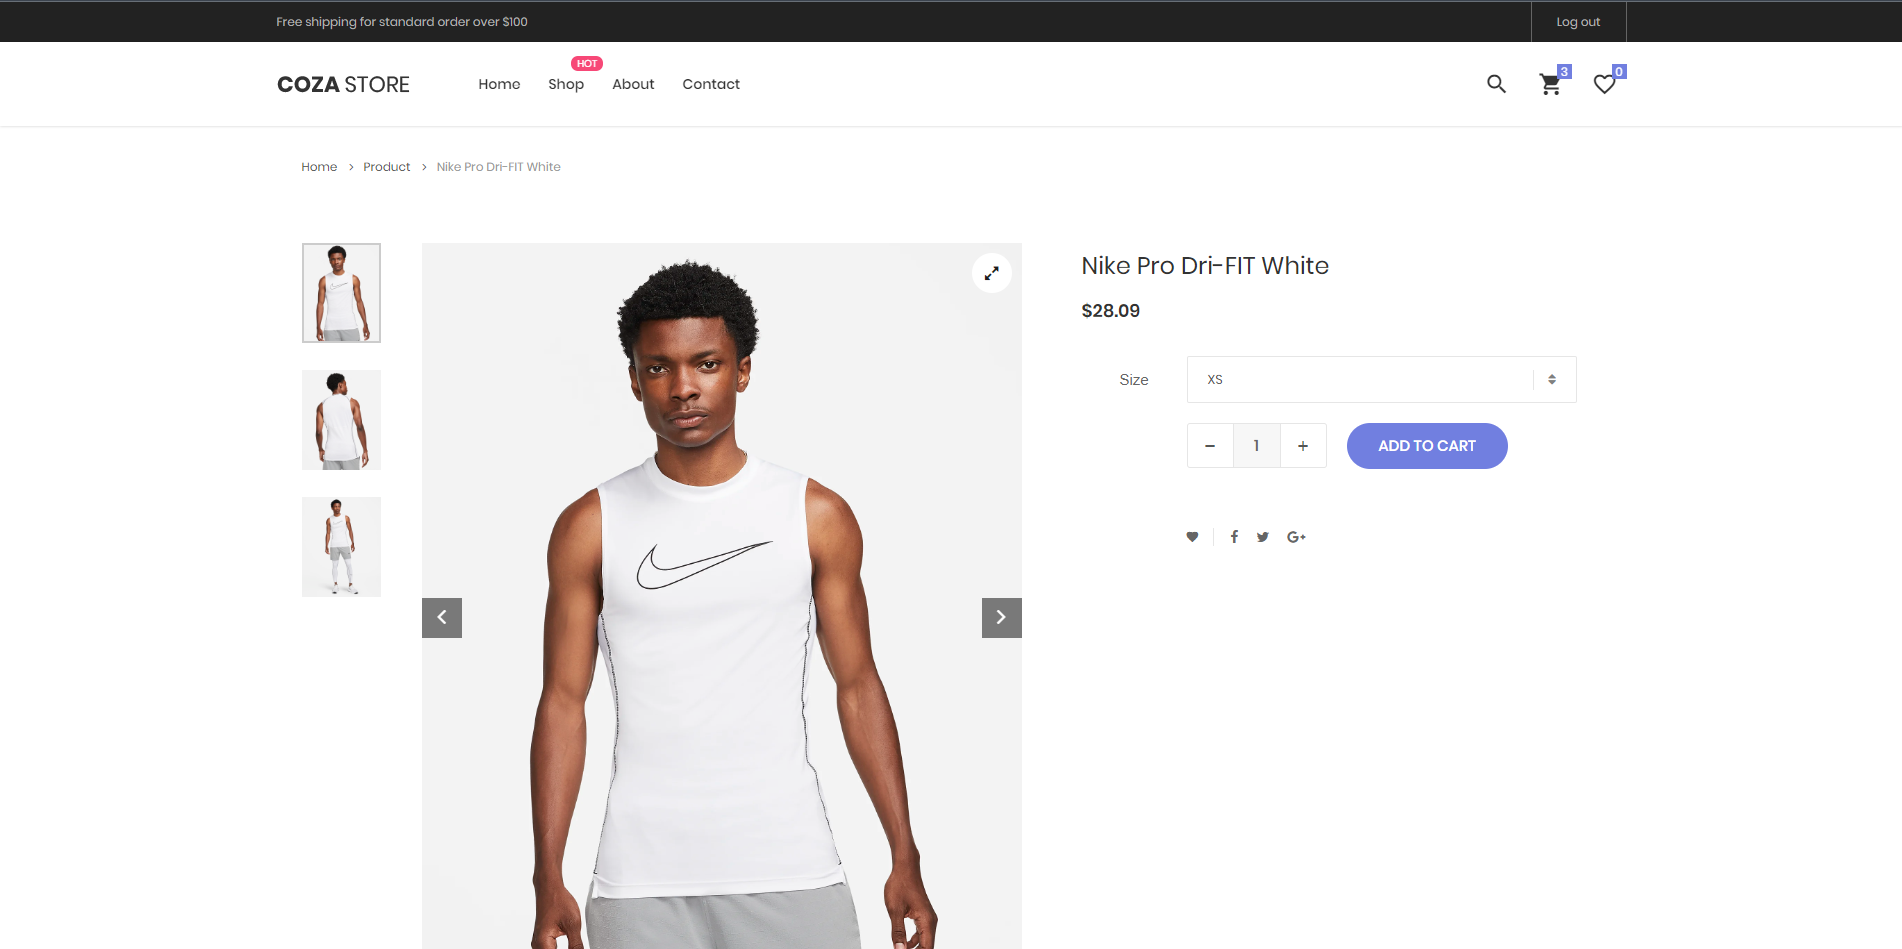 Free shipping for standard order over $100
Log out
COZA STORE
Home
HOT
Shop
About
Contact
3
0
Home > Product > Nike Pro Dri-FIT White
Nike Pro Dri-FIT White
$28.09
Size
XS
- 1 +
ADD TO CART